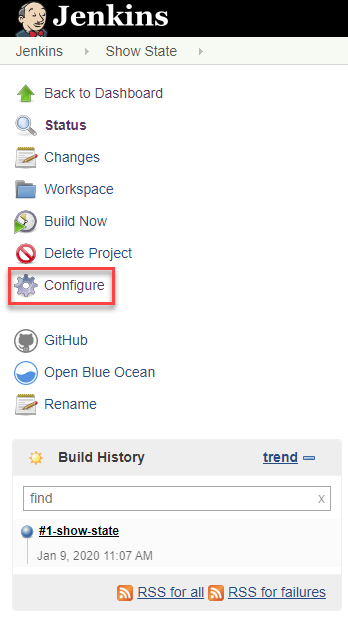 Jenkins
Jenkins Show State
Back to Dashboard
Status
Changes
Workspace
Build Now
Delete Project
Configure
GitHub
Open Blue Ocean
Rename
Build History trend
find x
#1-show-state
Jan 9, 2020 11:07 AM
RSS for all RSS for failures